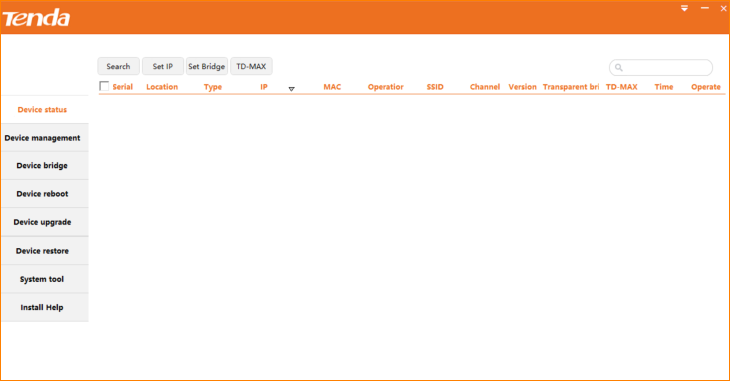 Tenda
Search Set IP Set Bridge TD-MAX
Serial Location Type IP MAC Operatior SSID Channel Version Transparent bri TD-MAX Time Operate
Device status
Device management
Device bridge
Device reboot
Device upgrade
Device restore
System tool
Install Help